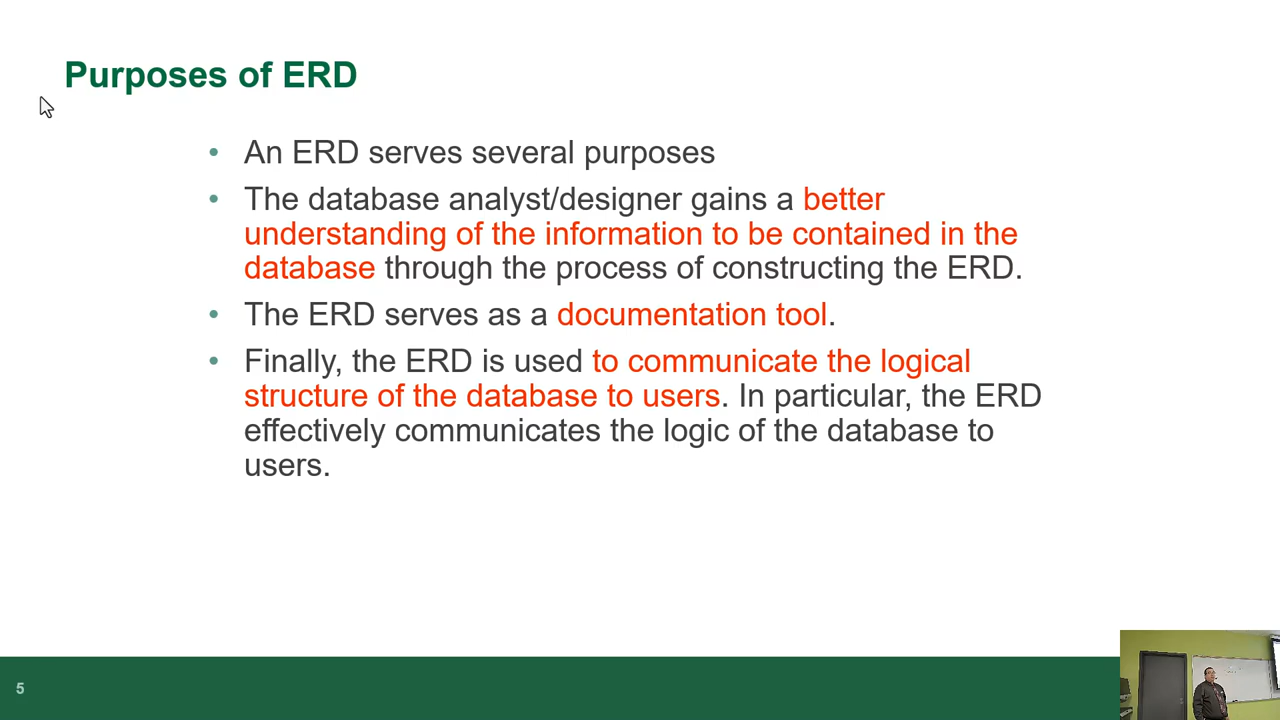 Purposes of ERD
• An ERD serves several purposes
• The database analyst/designer gains a better
understanding of the information to be contained in the
database through the process of constructing the ERD.
• The ERD serves as a documentation tool.
• Finally, the ERD is used to communicate the logical
structure of the database to users. In particular, the ERD
effectively communicates the logic of the database to
users.
5